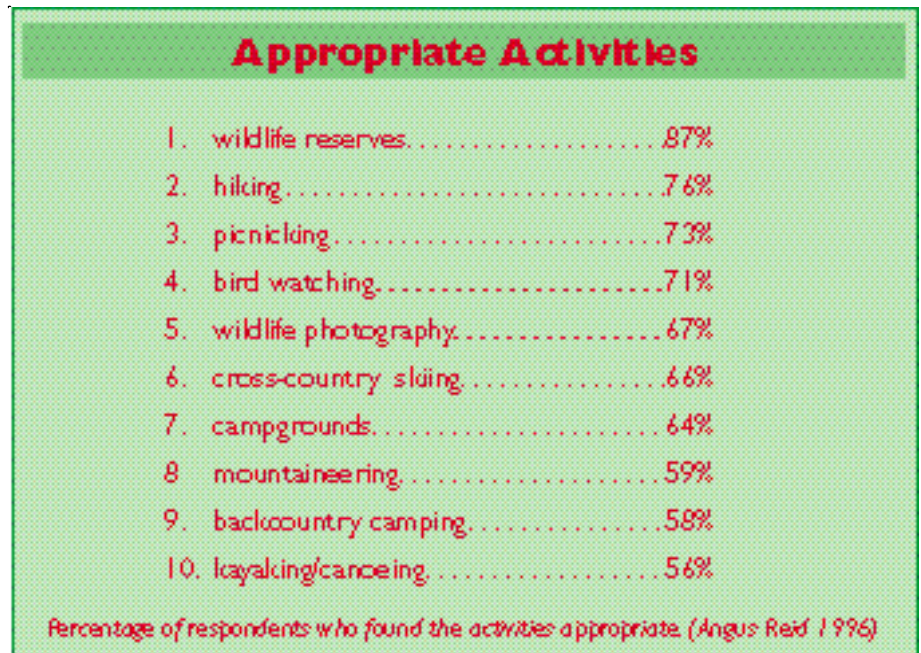 Appropriate Activities
1. wildlife reserves......................87%
2. hiking.............................76%
3. picnicking..........................73%
4. bird watching.......................71%
5. wildlife photography................67%
6. cross-country skiing................66%
7. campgrounds.......................64%
8 mountaineering.....................59%
9. backcountry camping...............58%
10. kayaking/canoeing..................56%
Percentage of respondents who found the activities appropriate. (Angus Reid 1996)